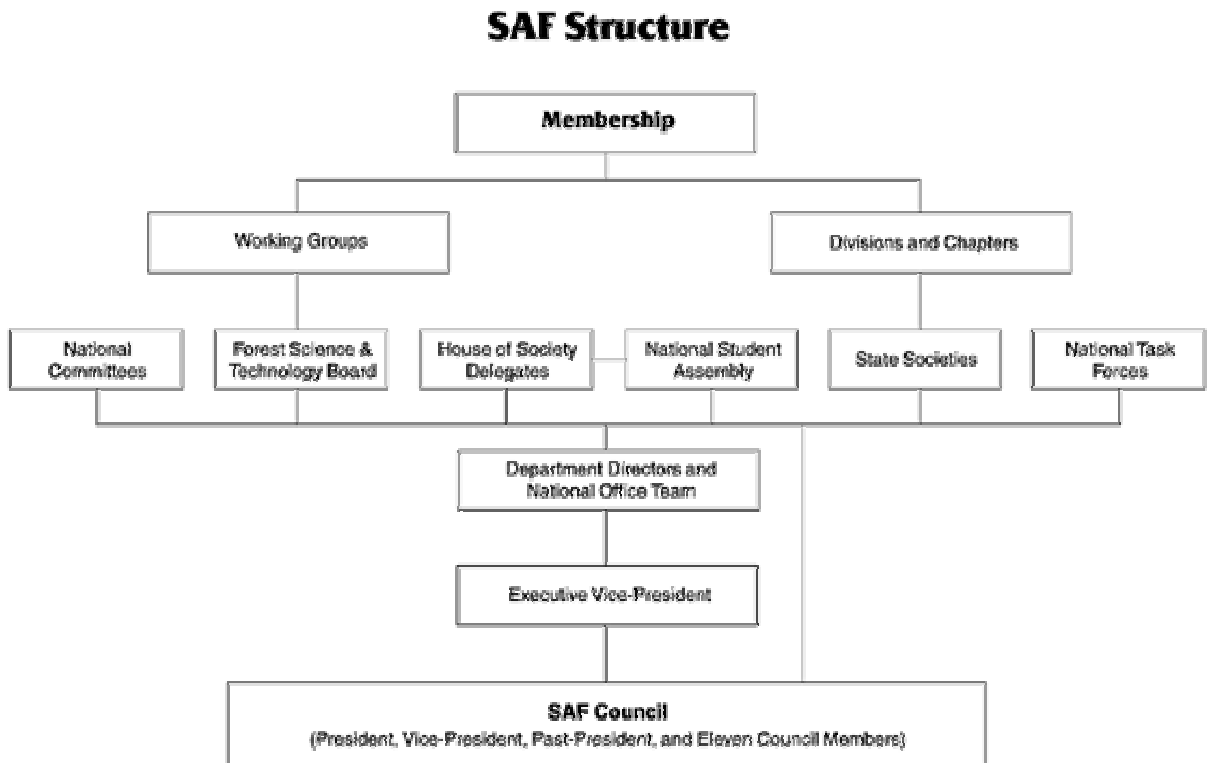 SAF Structure
Membership
Working Groups
Divisions and Chapters
National
Committees
Forest Science &
Technology Board
House of Society
Delegates
National Student
Assembly
State Societies
National Task
Forces
Department Directors and
National Office Team
Executive Vice-President
SAF Council
(President, Vice-President, Past-President, and Eleven Council Members)